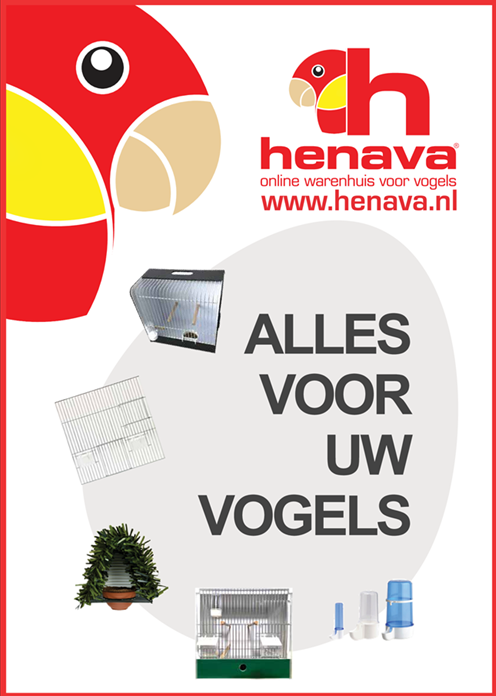 henava®
online warenhuis voor vogels
www.henava.nl
ALLES
VOOR
UW
VOGELS